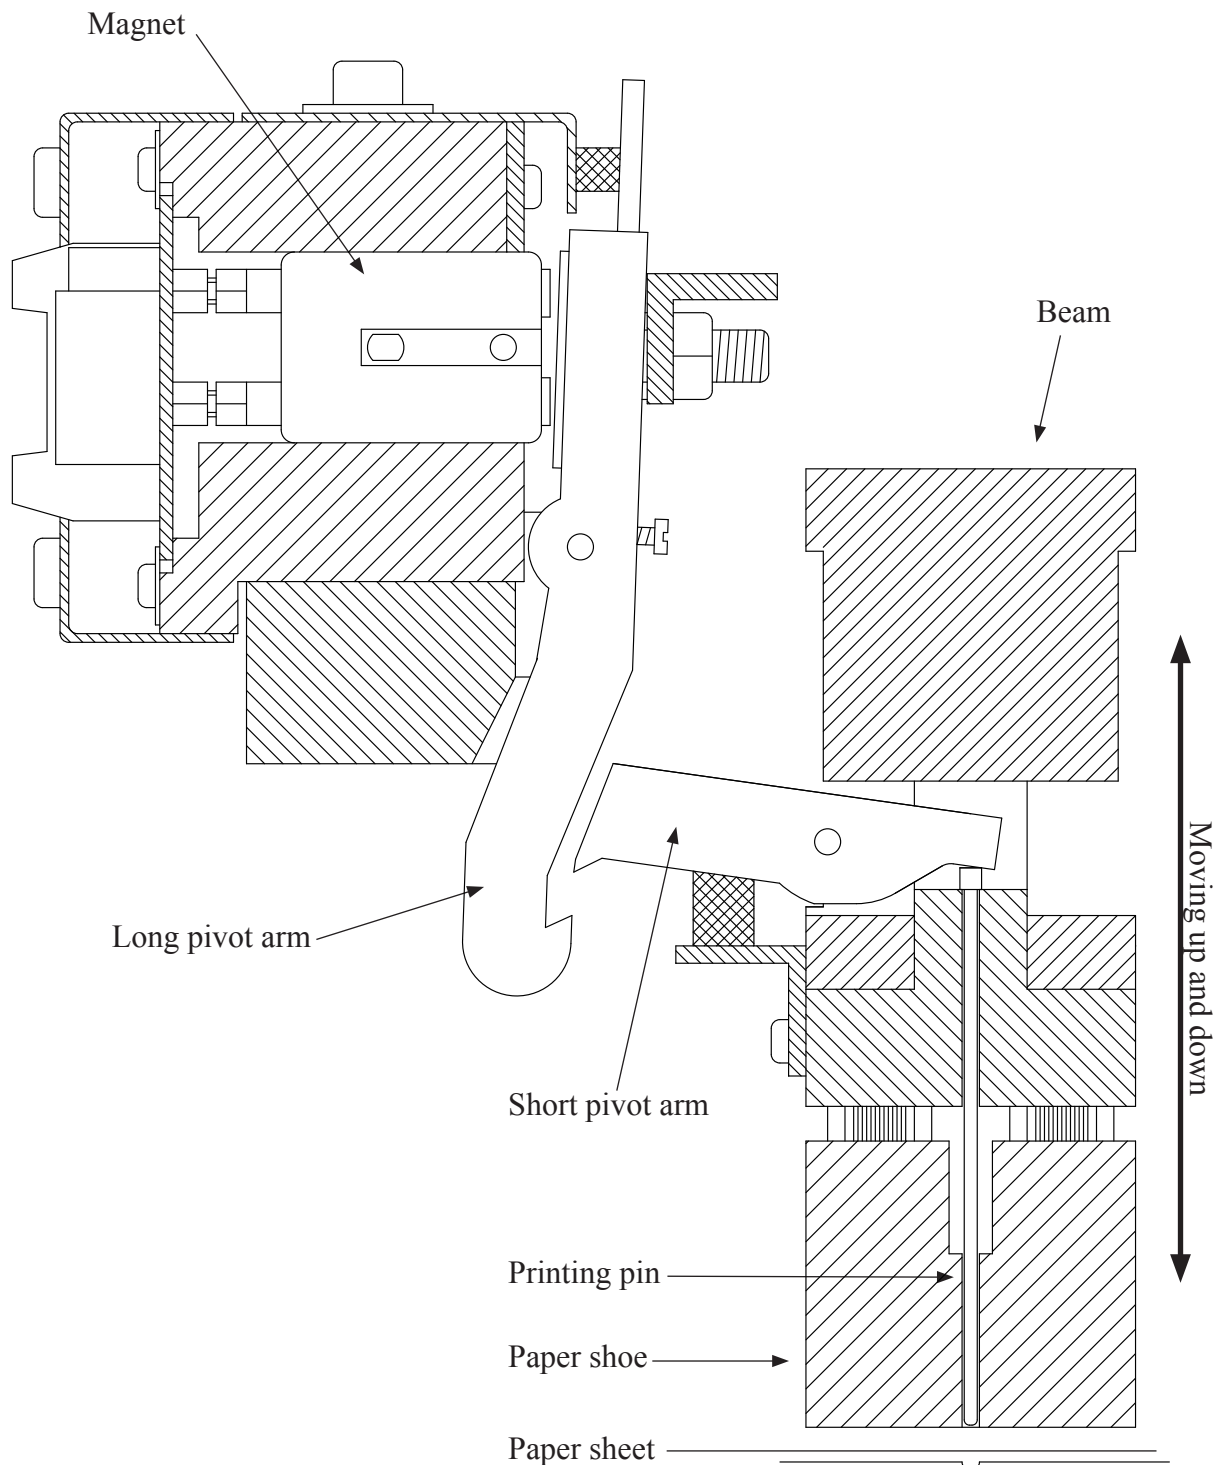 Magnet
Beam
Moving up and down
Long pivot arm
Short pivot arm
Printing pin
Paper shoe
Paper sheet